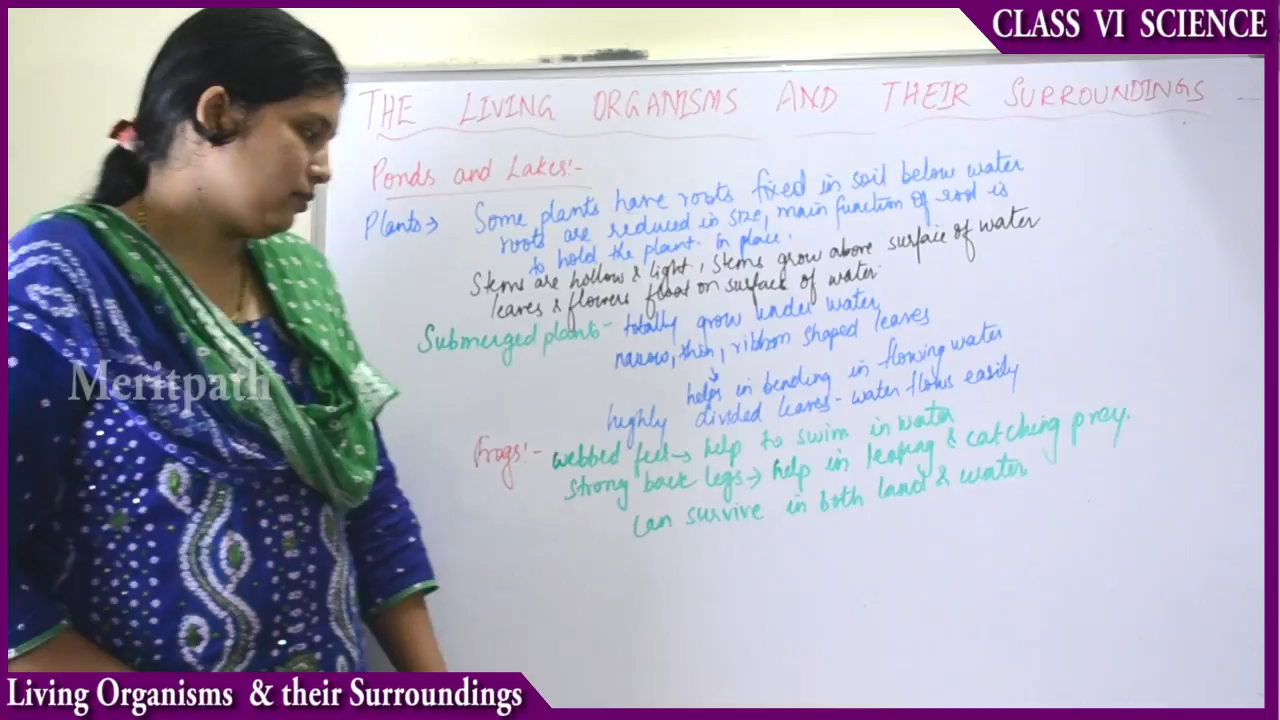 CLASS VI SCIENCE
THE LIVING ORGANISMS AND THEIR SURROUNDINGS
Ponds and Lakes:-
Plants → Some plants have roots fixed in soil below water
roots are reduced in size, main function of root is
to hold the plant in place.
Stems are hollow & light, stems grow above surface of water
leaves & flowers float on surface of water.
Submerged plants - totally grow under water
narrow, thin, ribbon shaped leaves
helps in bending in flowing water
highly divided leaves - water flows easily
Frogs:- webbed feet → help to swim in water
strong back legs → help in leaping & catching prey.
Can survive in both land & water
Meritpath
Living Organisms & their Surroundings